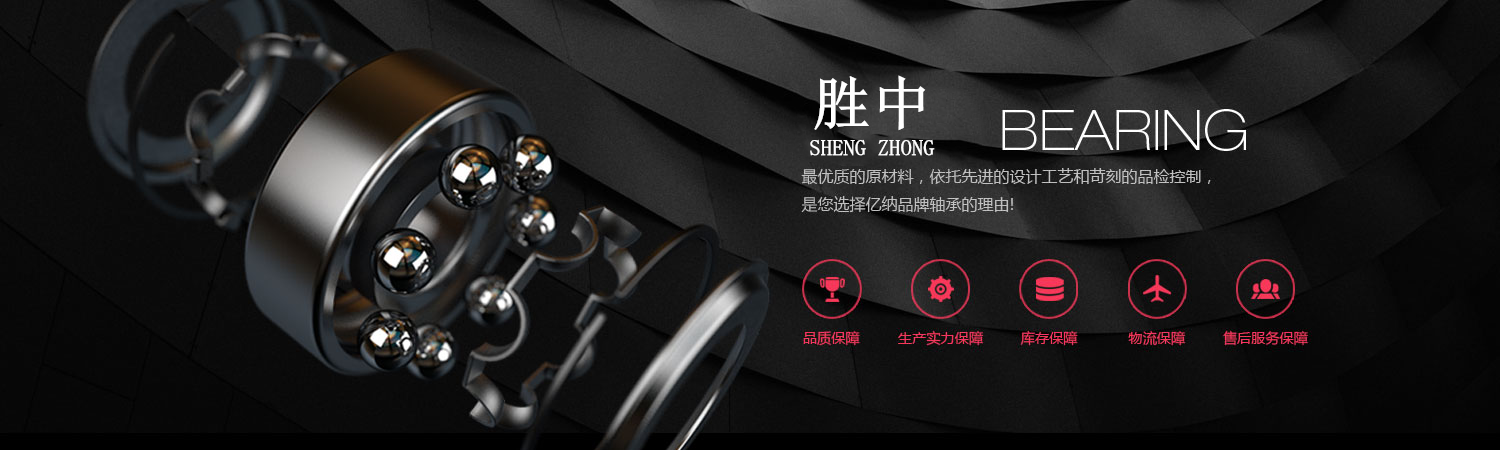 胜中
SHENG ZHONG
BEARING
最优质的原材料，依托先进的设计工艺和苛刻的品检控制，
是您选择亿纳品牌轴承的理由!
品质保障 生产实力保障 库存保障 物流保障 售后服务保障